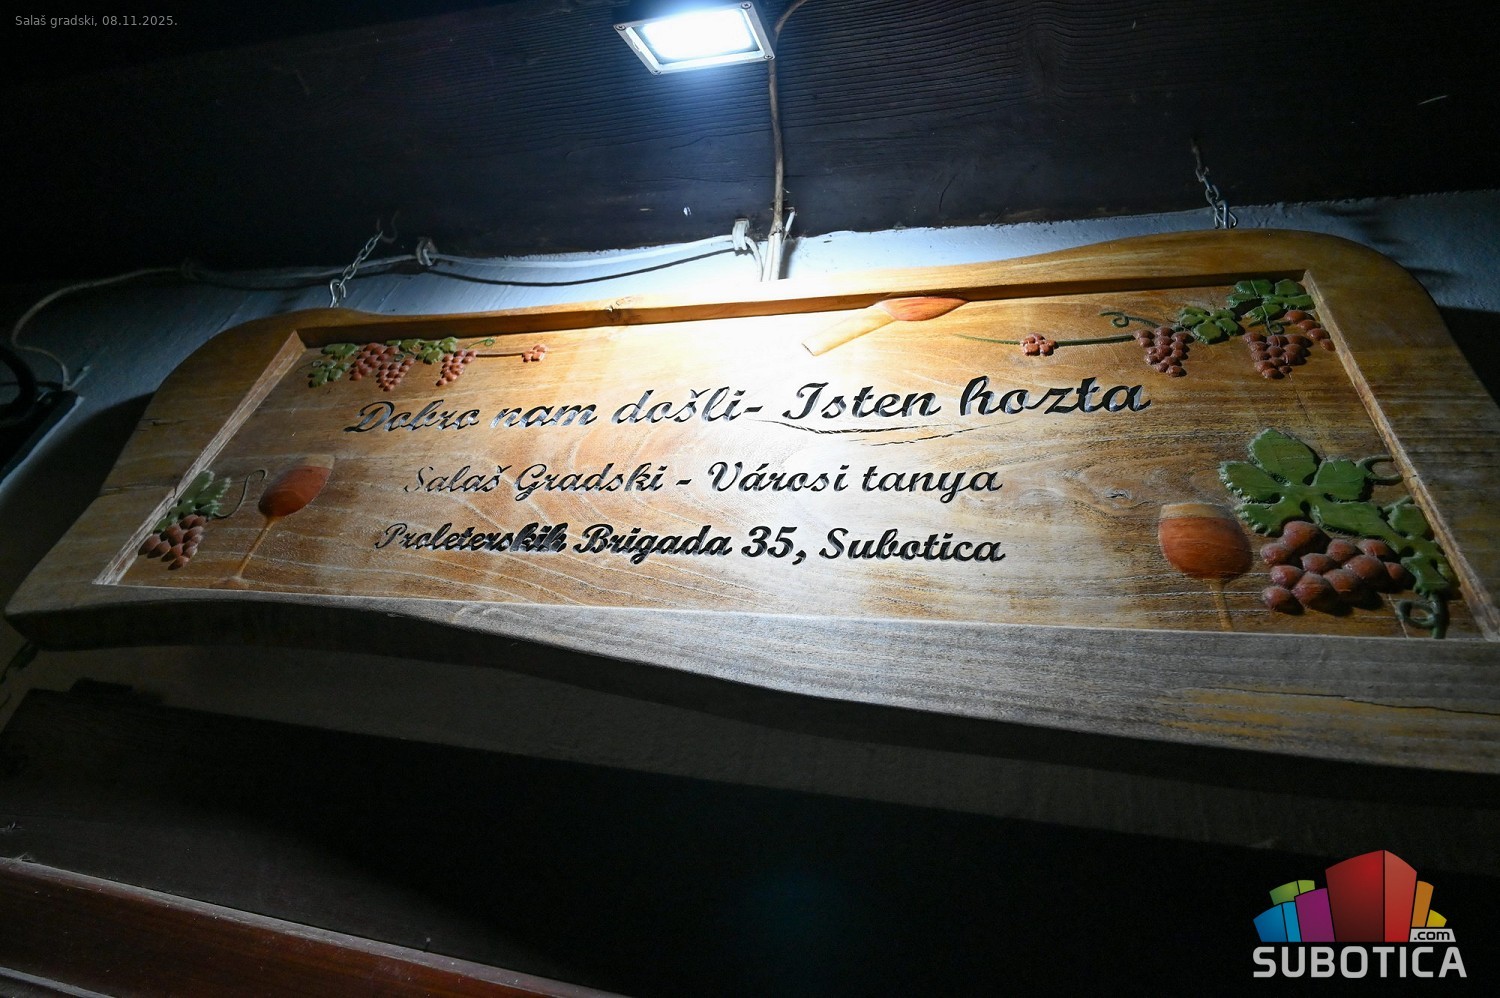 Salaš gradski, 08.11.2025.
Dobro nam došli- Isten hozta
Salaš Gradski - Városi tanya
Proleterskih Brigada 35, Subotica
.com
SUBOTICA